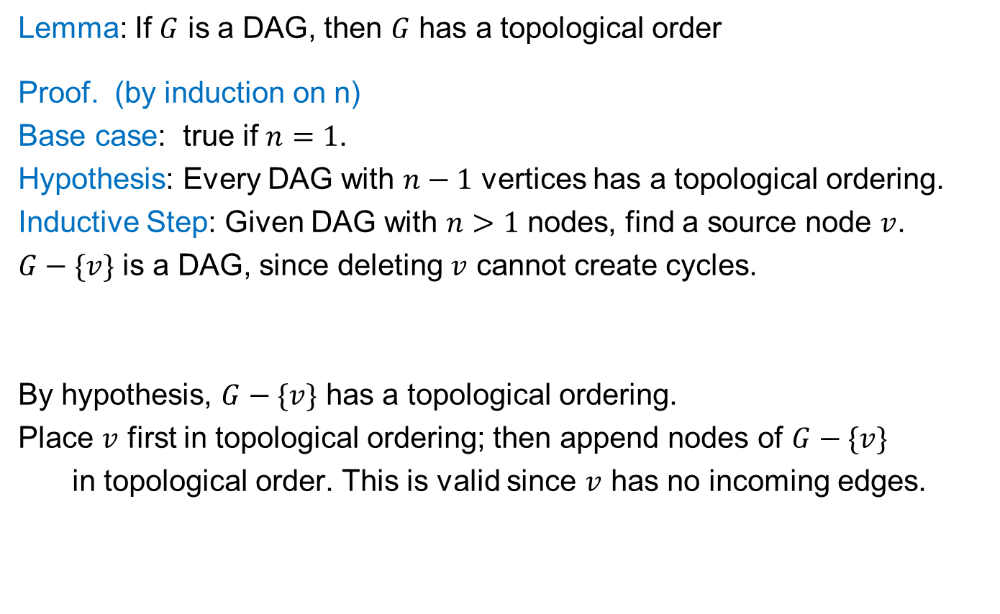 Lemma: If 𝐺 is a DAG, then 𝐺 has a topological order
Proof. (by induction on n)
Base case: true if 𝑛 = 1.
Hypothesis: Every DAG with 𝑛 − 1 vertices has a topological ordering.
Inductive Step: Given DAG with 𝑛 > 1 nodes, find a source node 𝑣.
𝐺 − {𝑣} is a DAG, since deleting 𝑣 cannot create cycles.
By hypothesis, 𝐺 − {𝑣} has a topological ordering.
Place 𝑣 first in topological ordering; then append nodes of 𝐺 − {𝑣}
in topological order. This is valid since 𝑣 has no incoming edges.